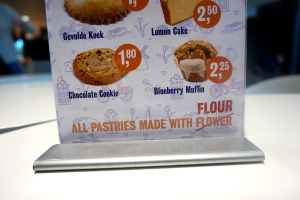 2,50
Gevulde Koek
Lemon Cake
1,80
2,25
Chocolate Cookie
Blueberry Muffin
FLOUR
ALL PASTRIES MADE WITH FLOWER